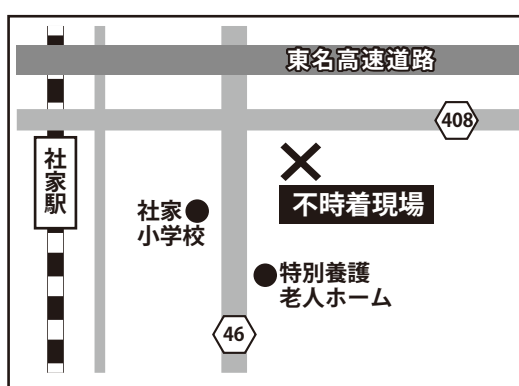 東名高速道路
408
社家駅
社家
小学校
不時着現場
特別養護
老人ホーム
46